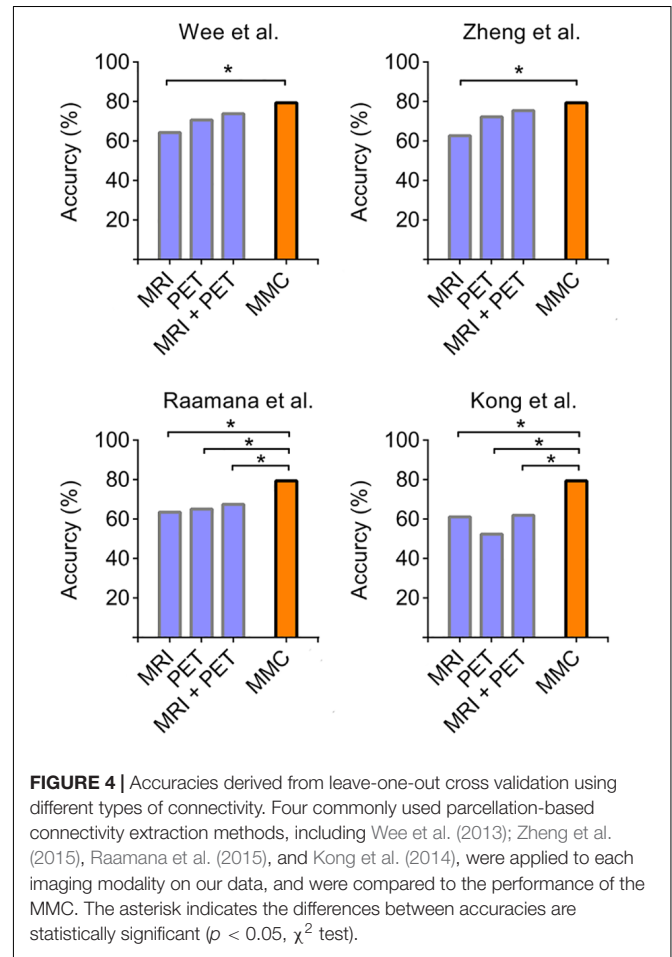 Wee et al.
Accurcy (%)
100
80
60
40
20
*
MRI
PET
MRI + PET
MMC
Zheng et al.
Accurcy (%)
100
80
60
40
20
*
MRI
PET
MRI + PET
MMC
Raamana et al.
Accurcy (%)
100
80
60
40
20
*
*
*
MRI
PET
MRI + PET
MMC
Kong et al.
Accurcy (%)
100
80
60
40
20
*
*
*
MRI
PET
MRI + PET
MMC
FIGURE 4 | Accuracies derived from leave-one-out cross validation using
different types of connectivity. Four commonly used parcellation-based
connectivity extraction methods, including Wee et al. (2013); Zheng et al.
(2015), Raamana et al. (2015), and Kong et al. (2014), were applied to each
imaging modality on our data, and were compared to the performance of the
MMC. The asterisk indicates the differences between accuracies are
statistically significant (p < 0.05, χ² test).